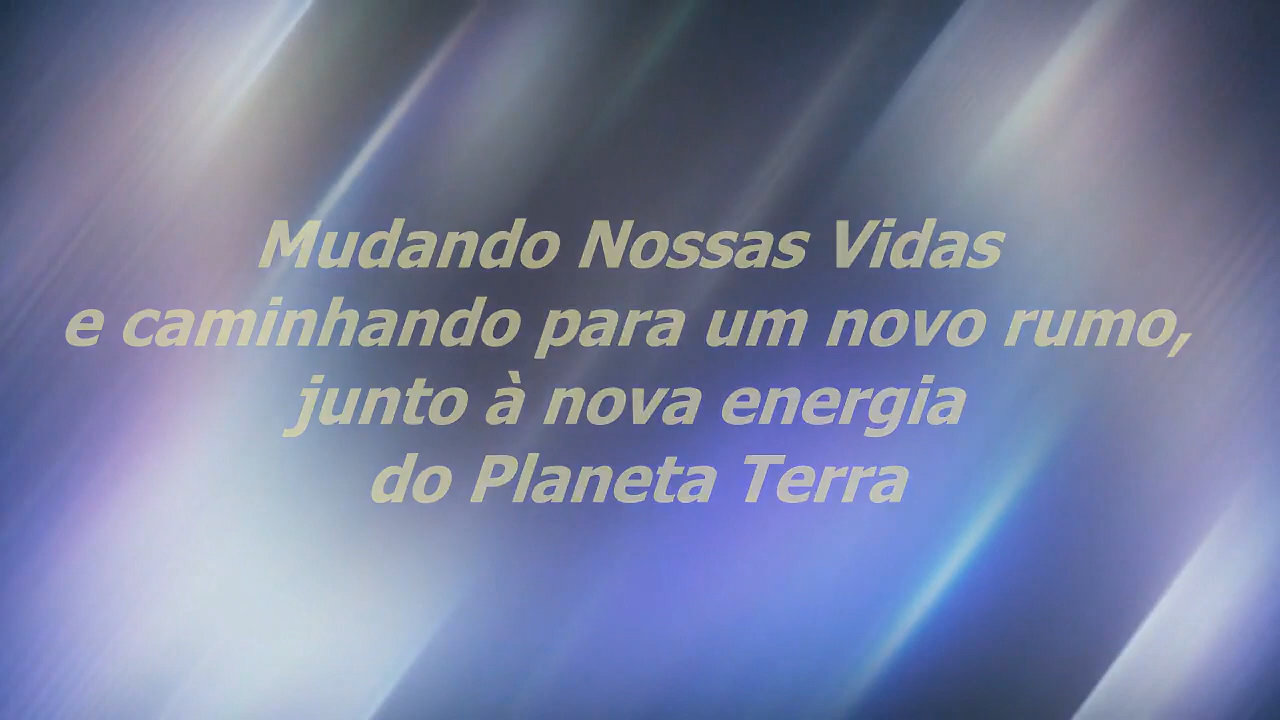 Mudando Nossas Vidas
e caminhando para um novo rumo,
junto à nova energia
do Planeta Terra